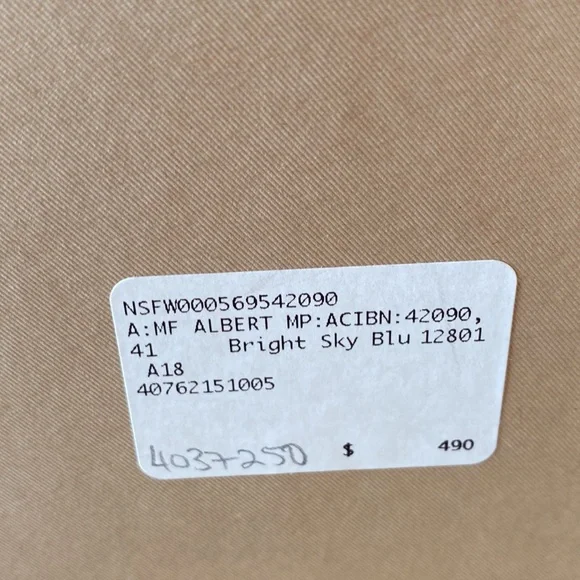 NSFW000569542090
A:MF ALBERT MP:ACIBN:42090,
41 Bright Sky Blu 12801
A18
40762151005
4037250 $ 490